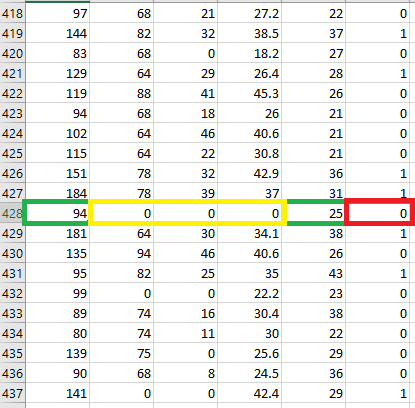 418 97 68 21 27.2 22 0
419 144 82 32 38.5 37 1
420 83 68 0 18.2 27 0
421 129 64 29 26.4 28 1
422 119 88 41 45.3 26 0
423 94 68 18 26 21 0
424 102 64 46 40.6 21 0
425 115 64 22 30.8 21 0
426 151 78 32 42.9 36 1
427 184 78 39 37 31 1
428 94 0 0 0 25 0
429 181 64 30 34.1 38 1
430 135 94 46 40.6 26 0
431 95 82 25 35 43 1
432 99 0 0 22.2 23 0
433 89 74 16 30.4 38 0
434 80 74 11 30 22 0
435 139 75 0 25.6 29 0
436 90 68 8 24.5 36 0
437 141 0 0 42.4 29 1